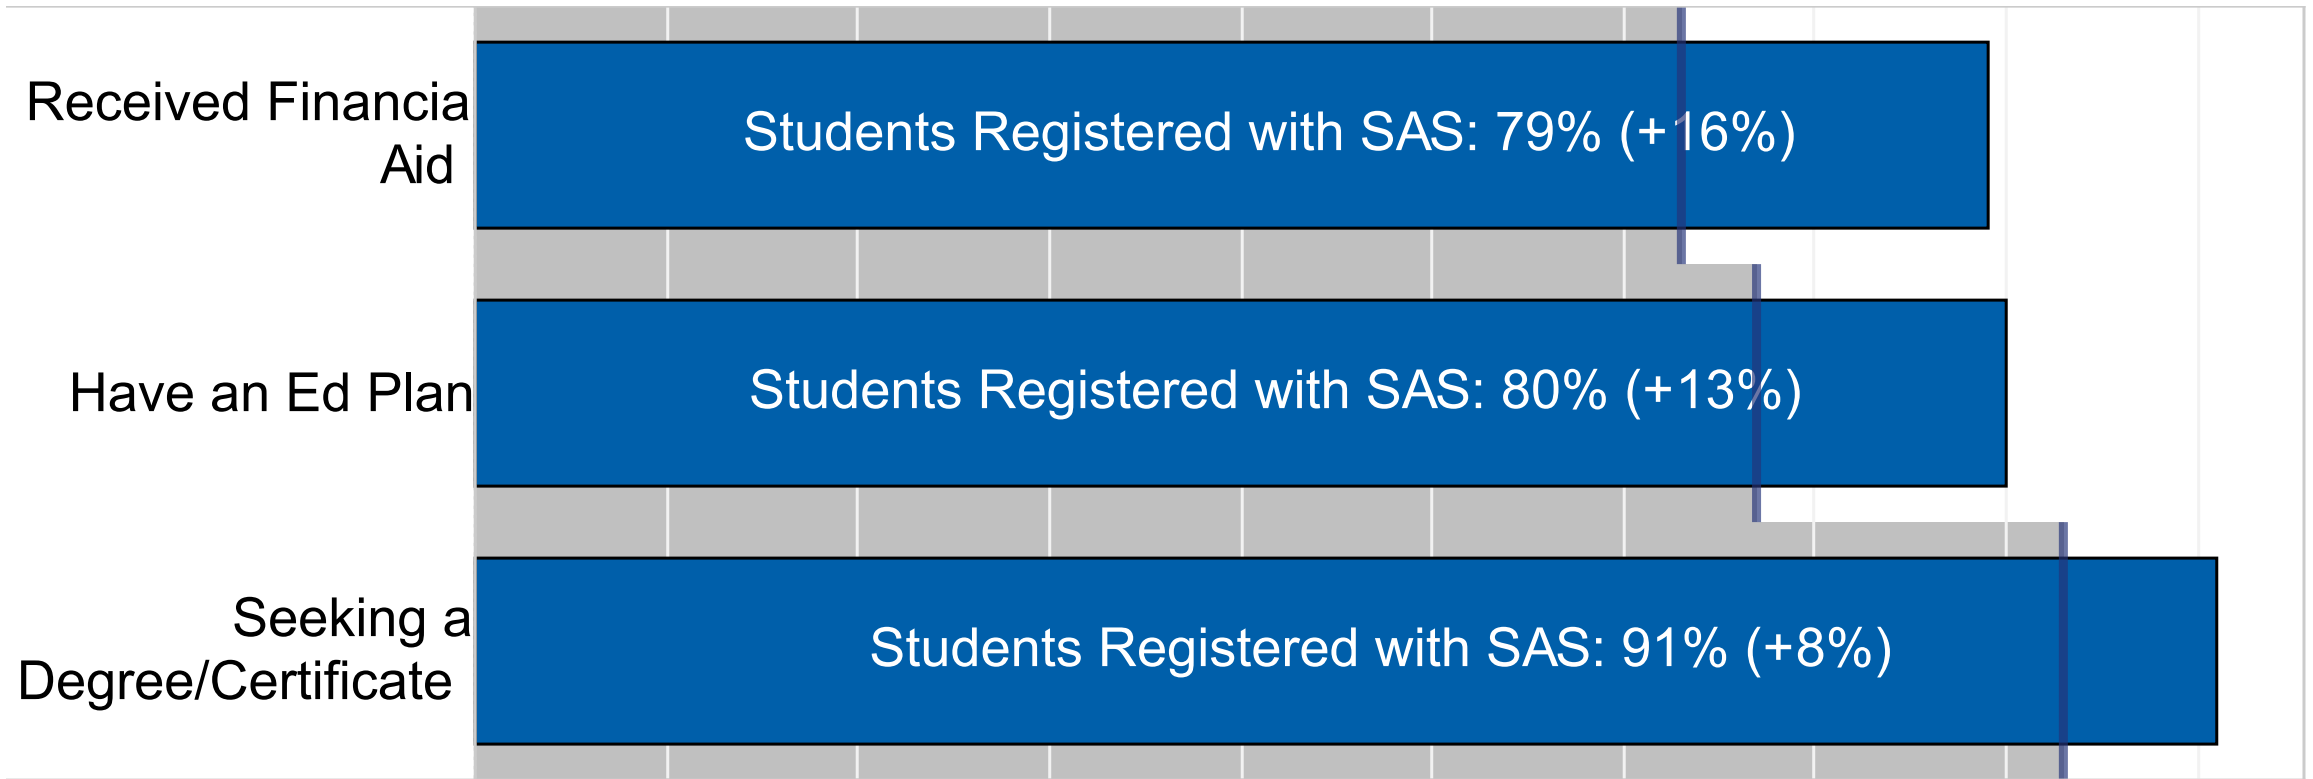 Received Financia
Aid
Students Registered with SAS: 79% (+16%)
Have an Ed Plan
Students Registered with SAS: 80% (+13%)
Seeking a
Degree/Certificate
Students Registered with SAS: 91% (+8%)